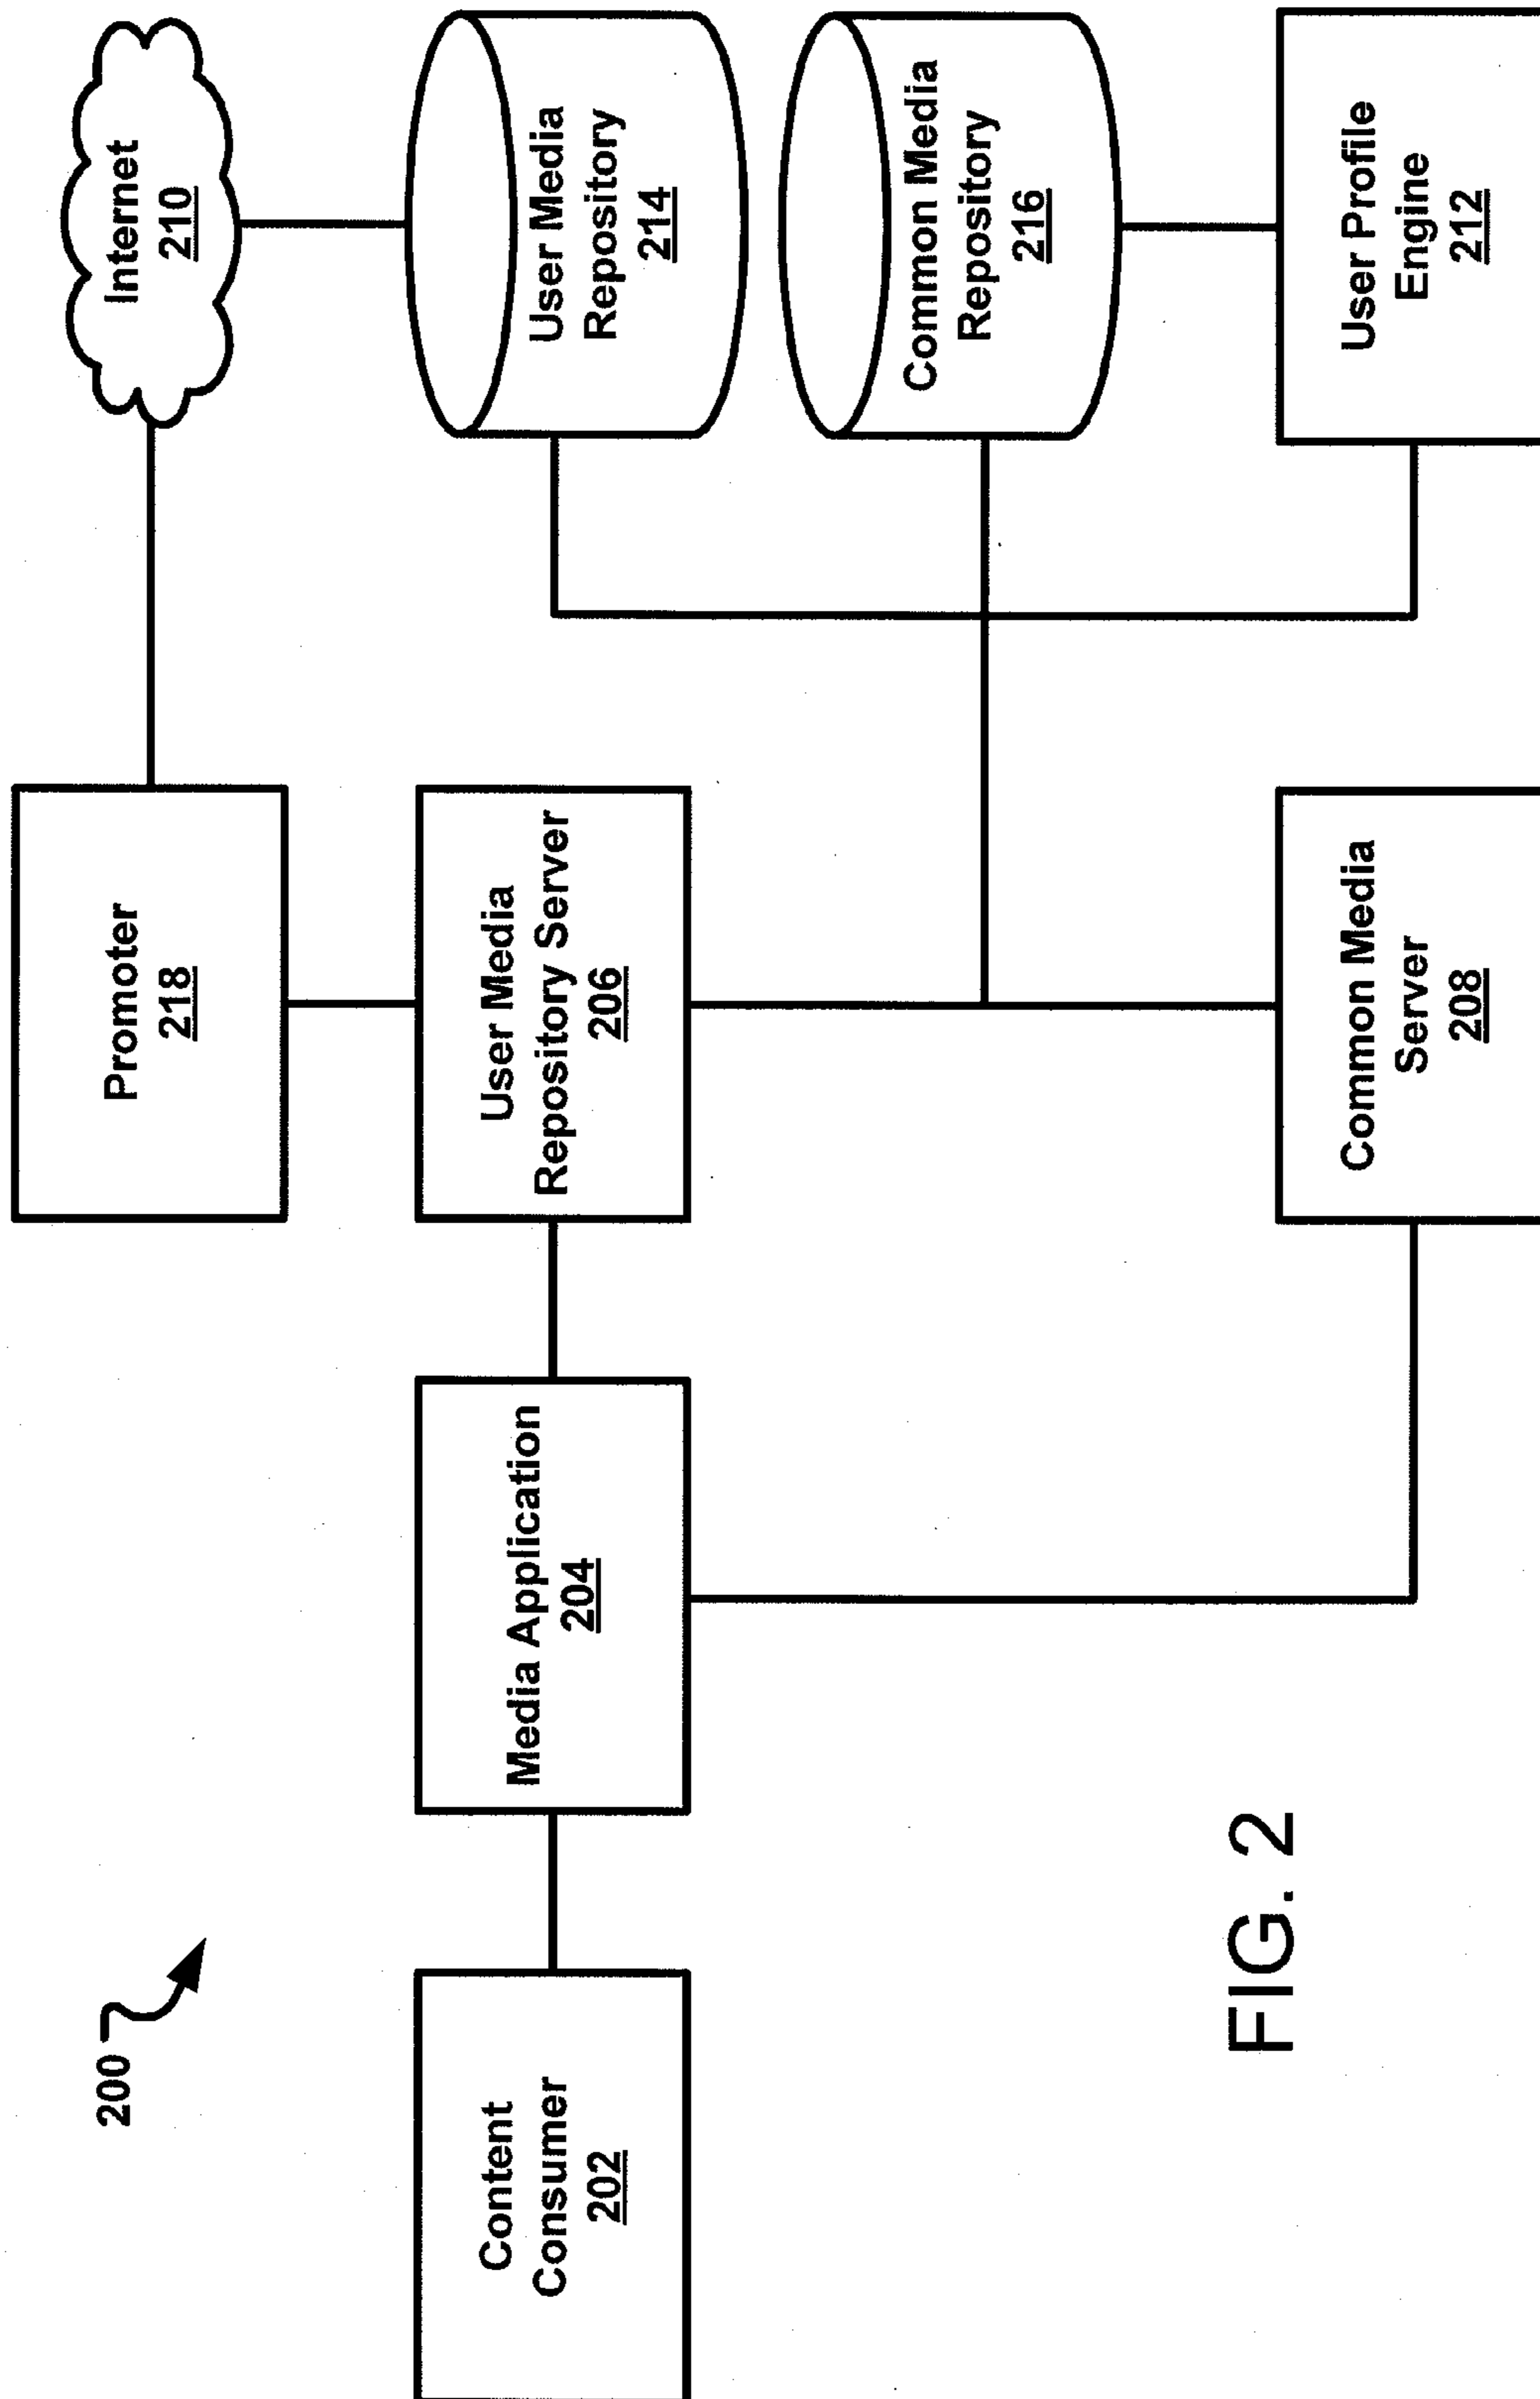 200
Content
Consumer
202
Media Application
204
Promoter
218
User Media
Repository Server
206
Common Media
Server
208
Internet
210
User Media
Repository
214
Common Media
Repository
216
User Profile
Engine
212
FIG. 2